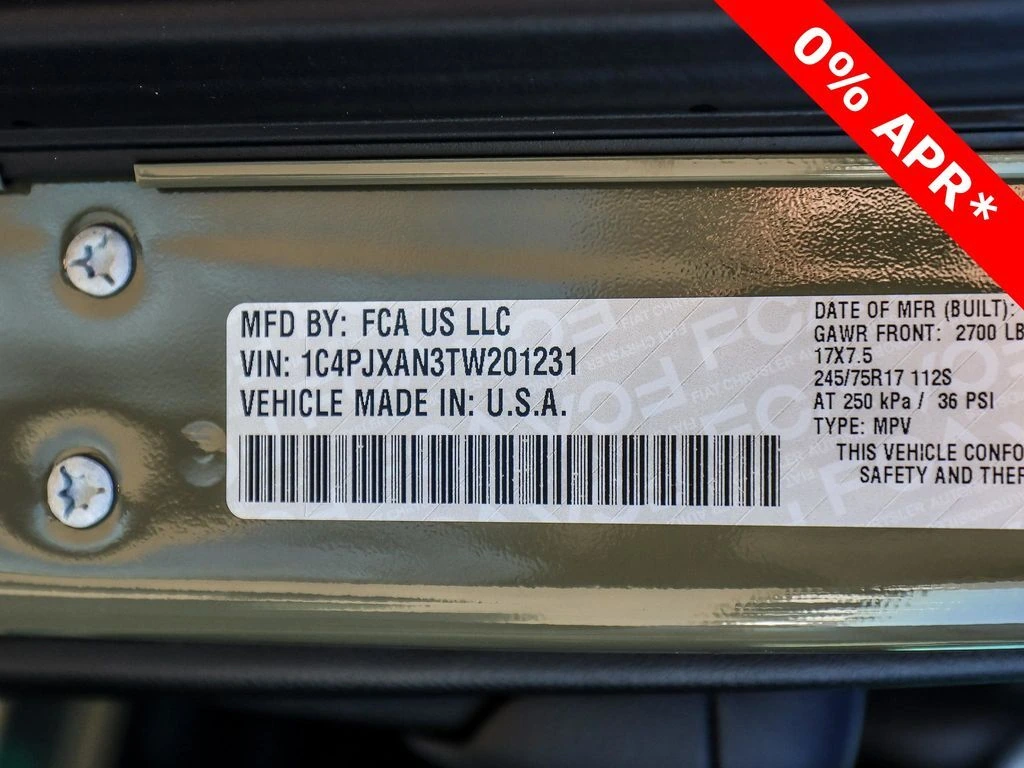 0% APR*
MFD BY: FCA US LLC
VIN: 1C4PJXAN3TW201231
VEHICLE MADE IN: U.S.A.
DATE OF MFR (BUILT):
GAWR FRONT: 2700 LB
17X7.5
245/75R17 112S
AT 250 kPa / 36 PSI
TYPE: MPV
THIS VEHICLE CONFO
SAFETY AND THEF